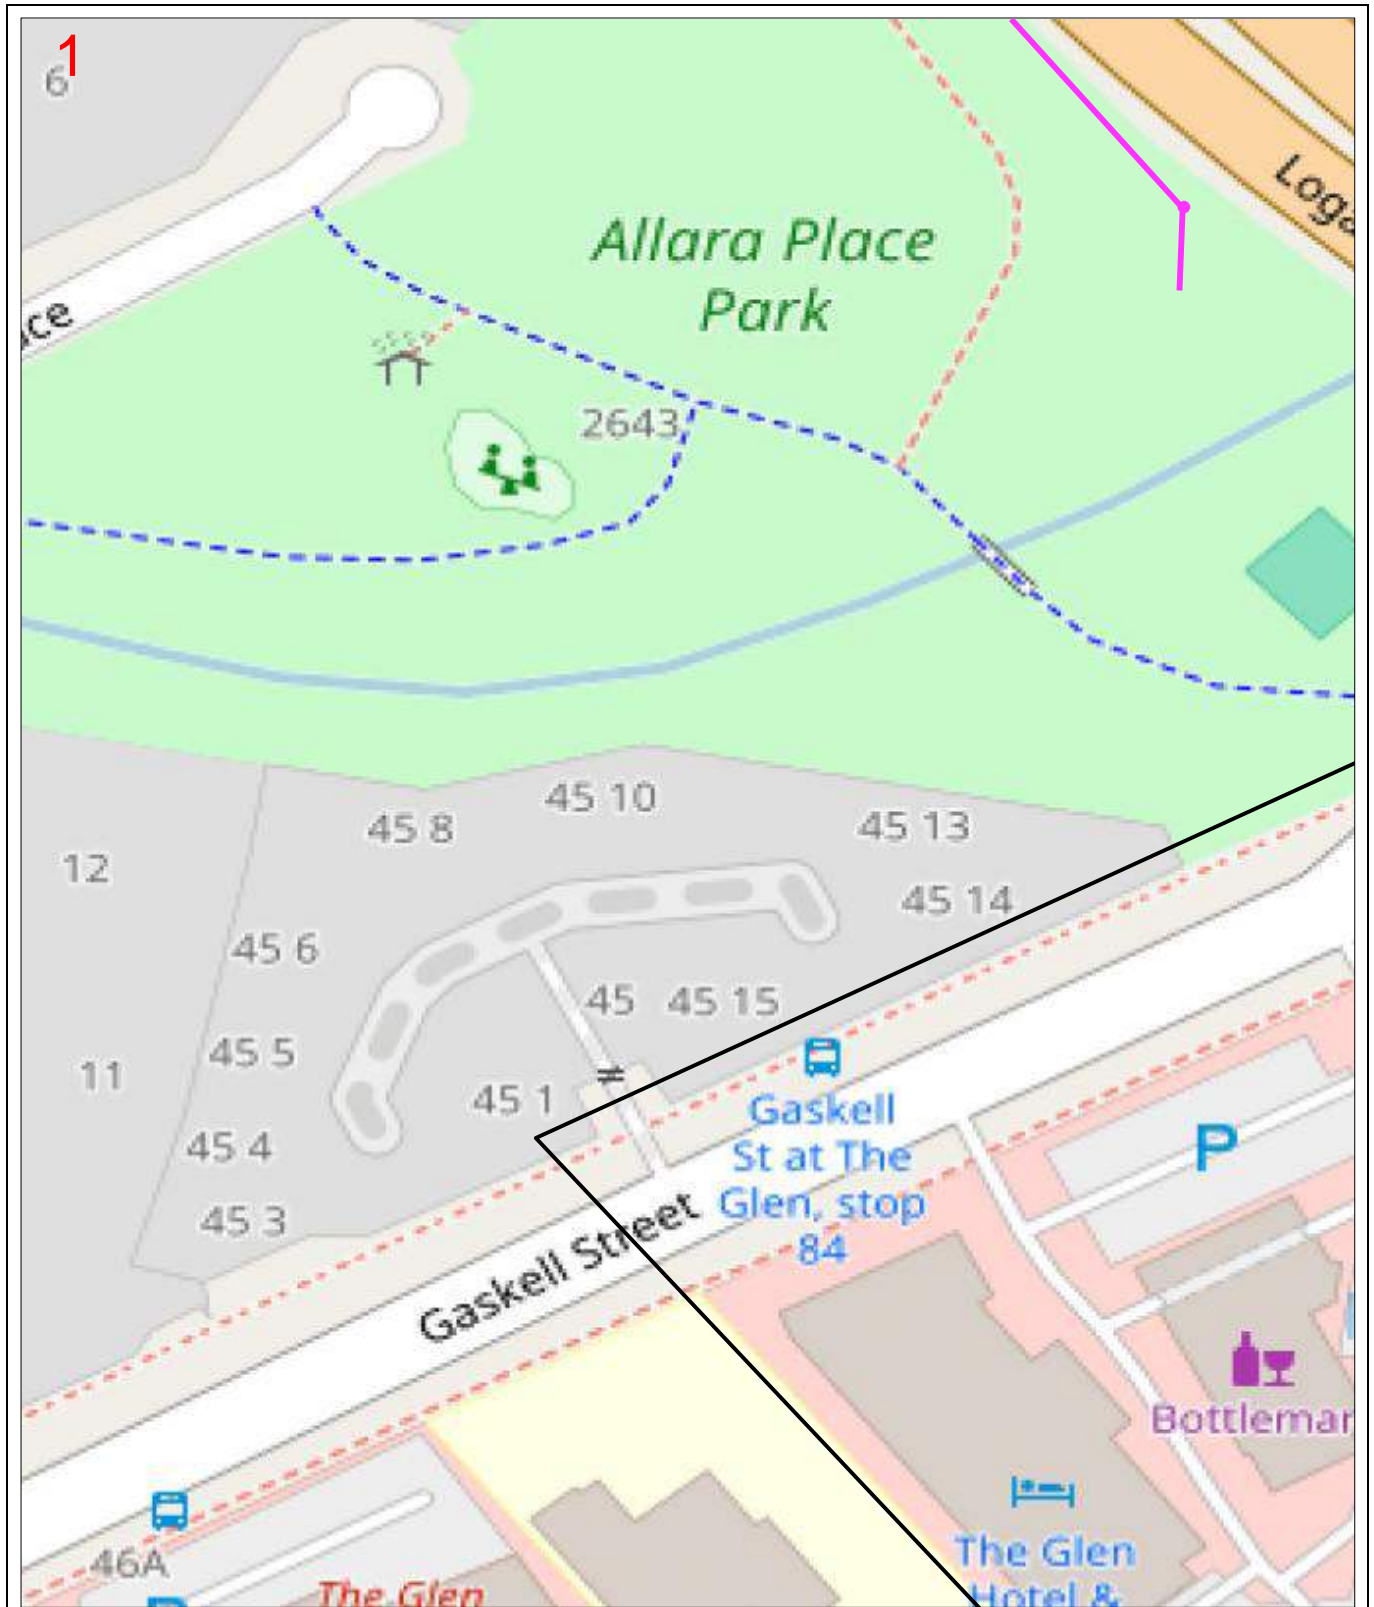 1
6
Loga
Allara Place
Park
ce
2643
45 10
45 8
45 13
12
45 14
45 6
45
45 15
45 5
11
45 1
Gaskell
St at The
Glen, stop
84
P
45 4
45 3
Gaskell Street
Bottlemar
46A
The Glen
The Glen
Hotel &